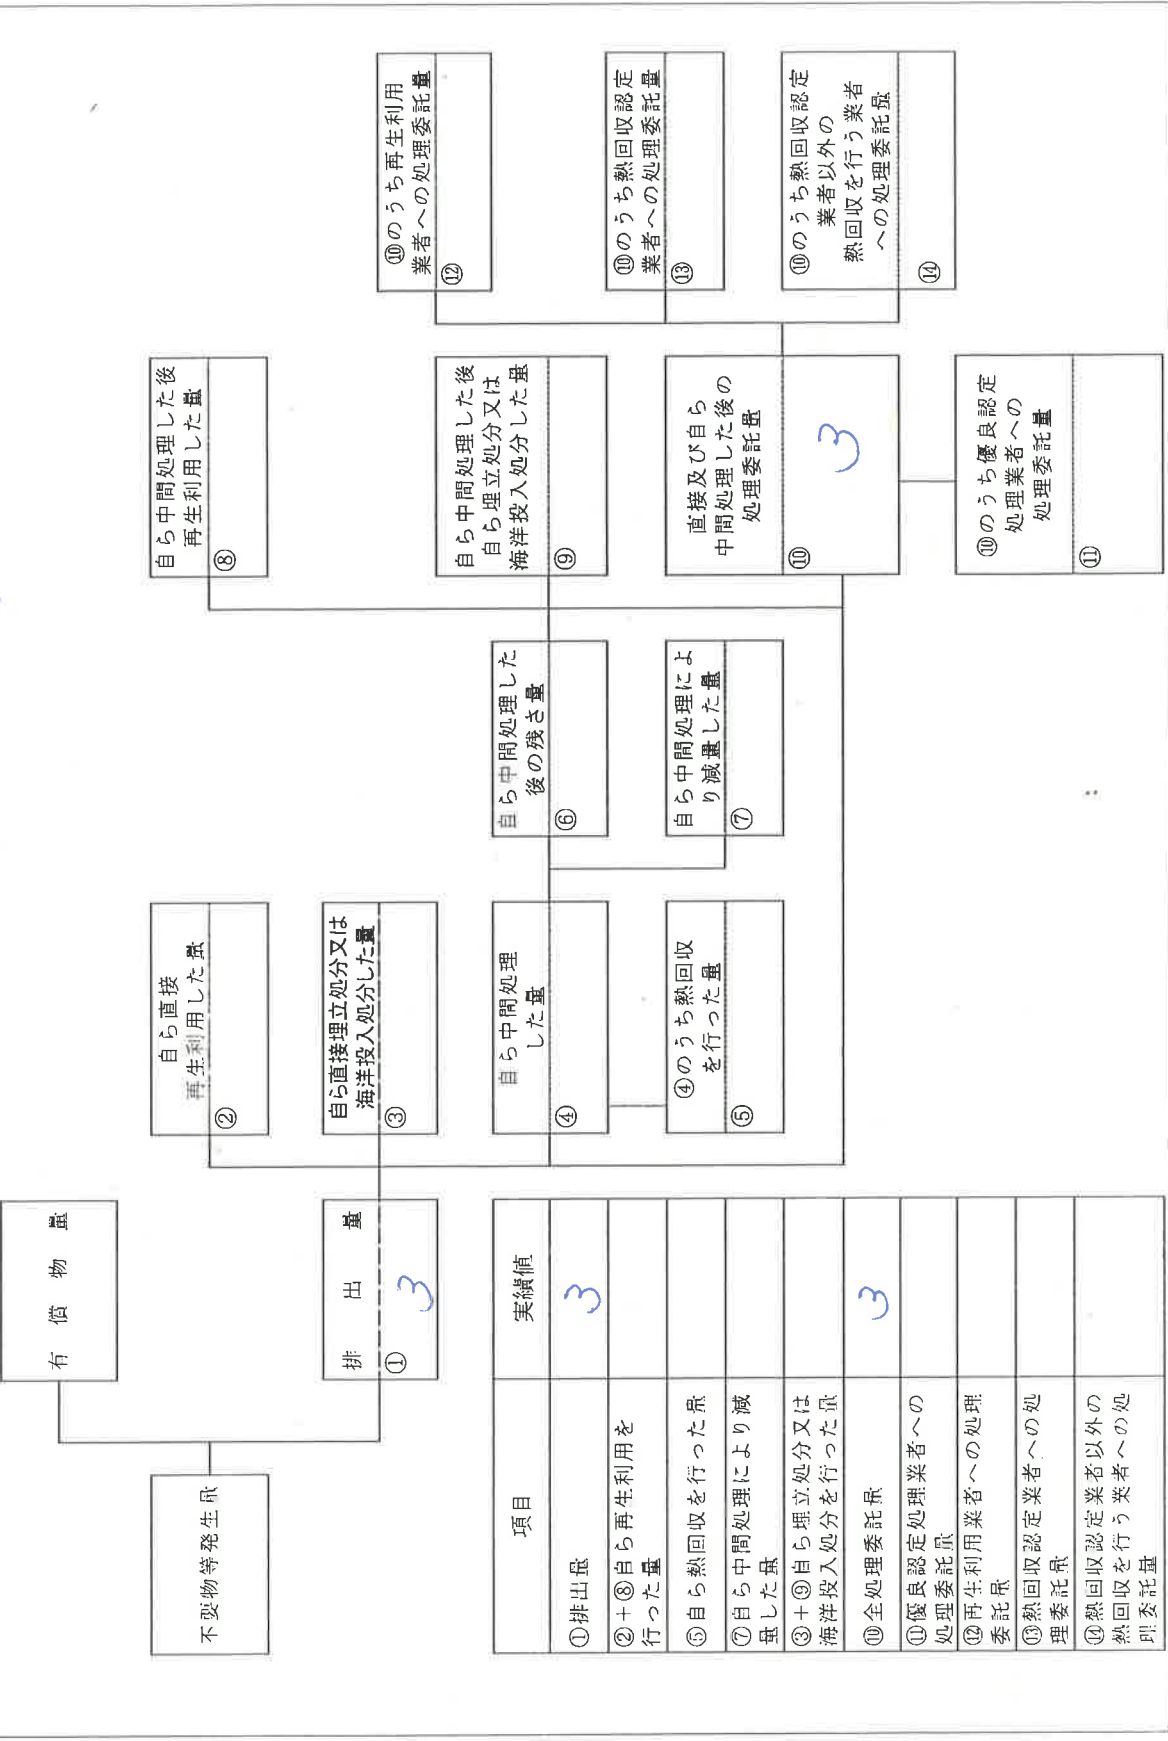 有償物量
不要物等発生量
排出量
①
3
自ら直接
再生利用した量
②
自ら直接埋立処分又は
海洋投入処分した量
③
自ら中間処理
した量
④
④のうち熱回収
を行った量
⑤
自ら中間処理した
後の残さ量
⑥
自ら中間処理によ
り減量した量
⑦
自ら中間処理した後
再生利用した量
⑧
自ら中間処理した後
自ら埋立処分又は
海洋投入処分した量
⑨
直接及び自ら
中間処理した後の
処理委託量
⑩
3
⑩のうち優良認定
処理業者への
処理委託量
⑪
⑩のうち再生利用
業者への処理委託量
⑫
⑩のうち熱回収認定
業者への処理委託量
⑬
⑩のうち熱回収認定
業者以外の
熱回収を行う業者
への処理委託量
⑭
項目 実績値
①排出量 3
②+⑧自ら再生利用を
行った量
⑤自ら熱回収を行った量
⑦自ら中間処理により減
量した量
③+⑨自ら埋立処分又は
海洋投入処分を行った量
⑩全処理委託量 3
⑪優良認定処理業者への
処理委託量
⑫再生利用業者への処理
委託量
⑬熱回収認定業者への処
理委託量
⑭熱回収認定業者以外の
熱回収を行う業者への処
理委託量